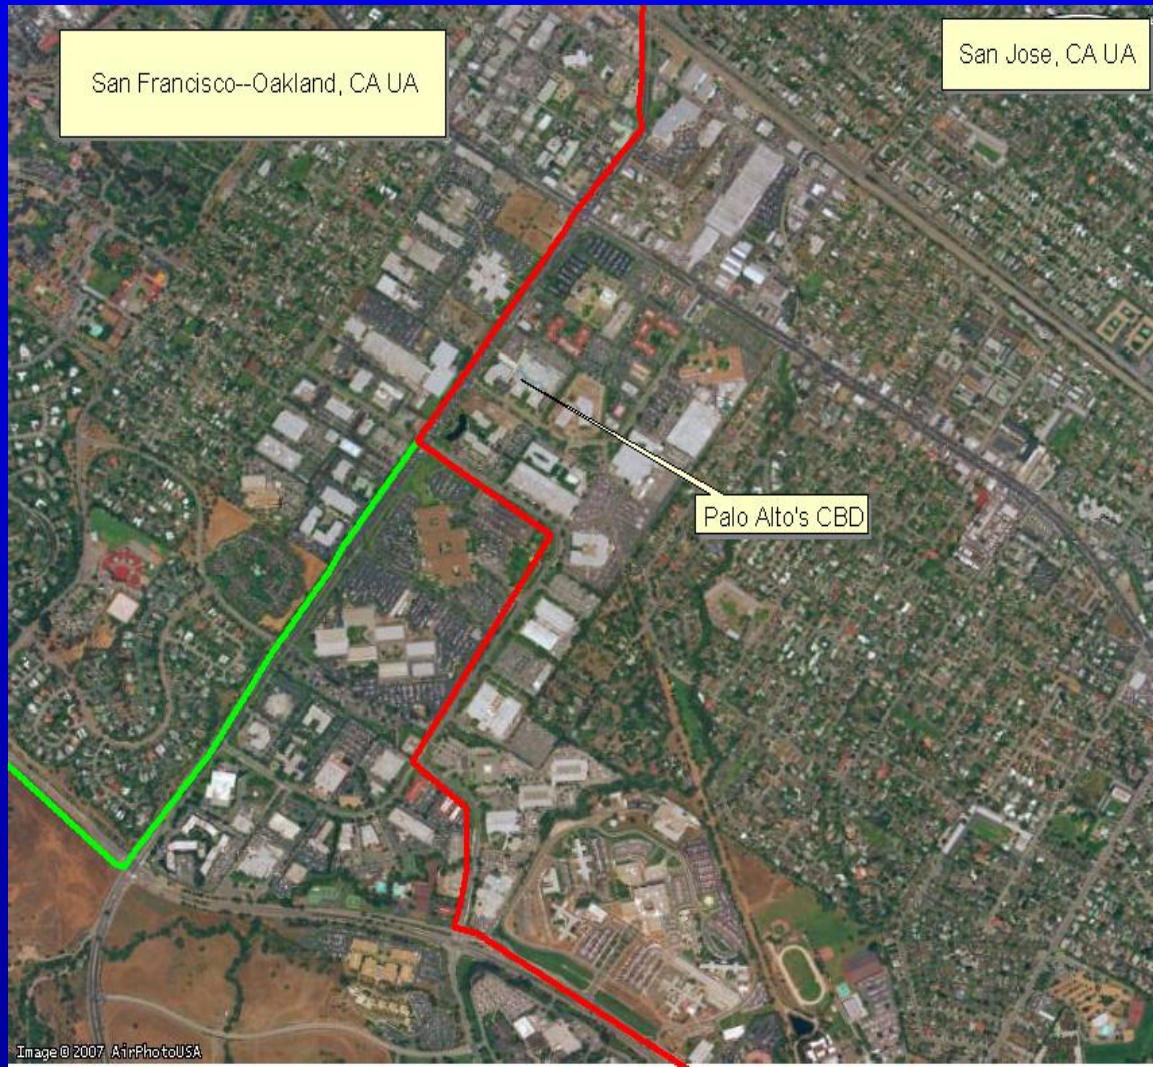 San Francisco--Oakland, CA UA
San Jose, CA UA
Palo Alto's CBD
Image © 2007 AirPhotoUSA